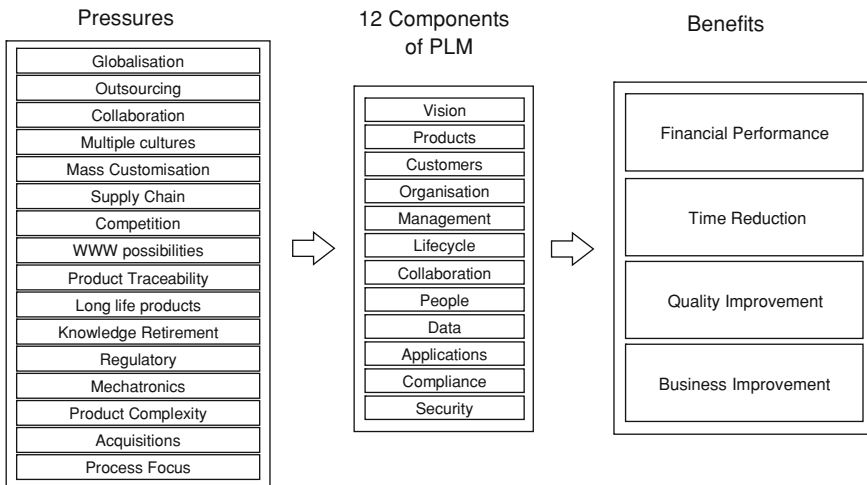 Pressures
Globalisation
Outsourcing
Collaboration
Multiple cultures
Mass Customisation
Supply Chain
Competition
WWW possibilities
Product Traceability
Long life products
Knowledge Retirement
Regulatory
Mechatronics
Product Complexity
Acquisitions
Process Focus
12 Components
of PLM
Vision
Products
Customers
Organisation
Management
Lifecycle
Collaboration
People
Data
Applications
Compliance
Security
Benefits
Financial Performance
Time Reduction
Quality Improvement
Business Improvement